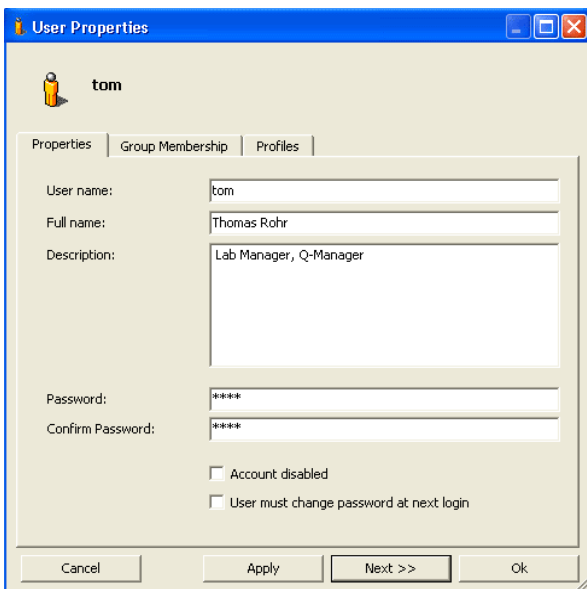 User Properties
tom
Properties Group Membership Profiles
User name: tom
Full name: Thomas Rohr
Description: Lab Manager, Q-Manager
Password: ****
Confirm Password: ****
Account disabled
User must change password at next login
Cancel Apply Next >> Ok